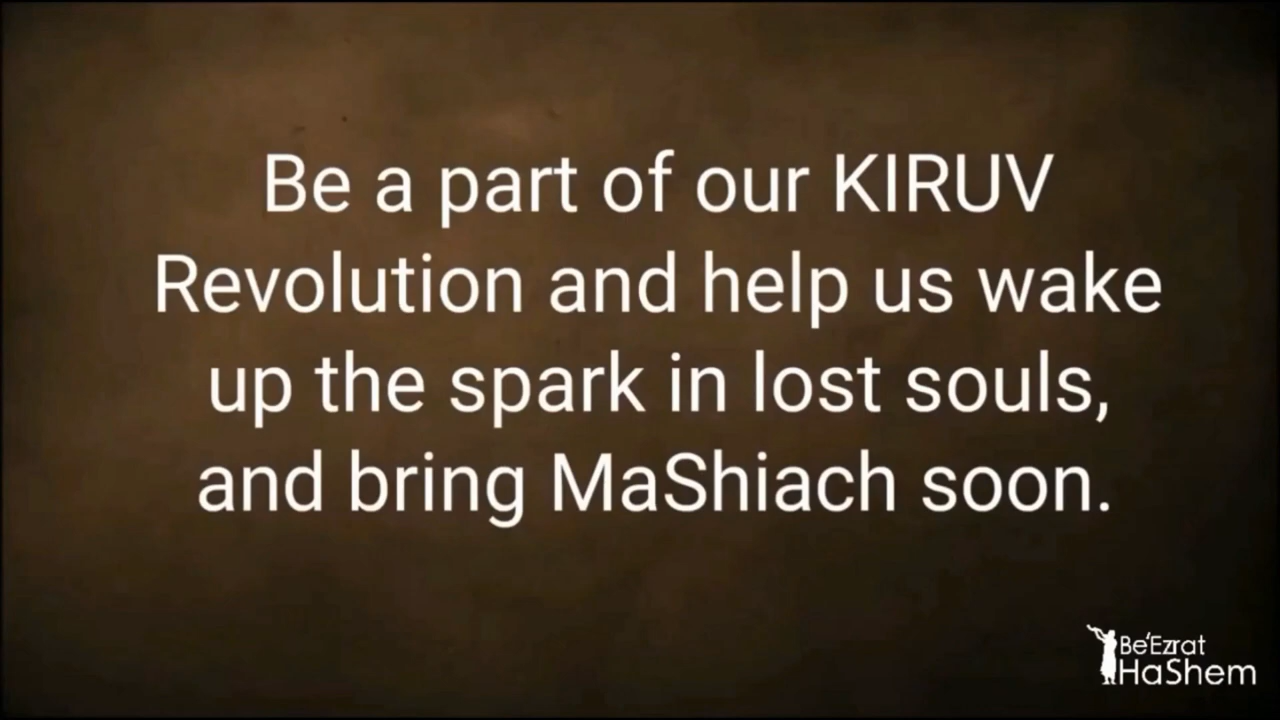 Be a part of our KIRUV
Revolution and help us wake
up the spark in lost souls,
and bring MaShiach soon.
Be'Ezrat
HaShem